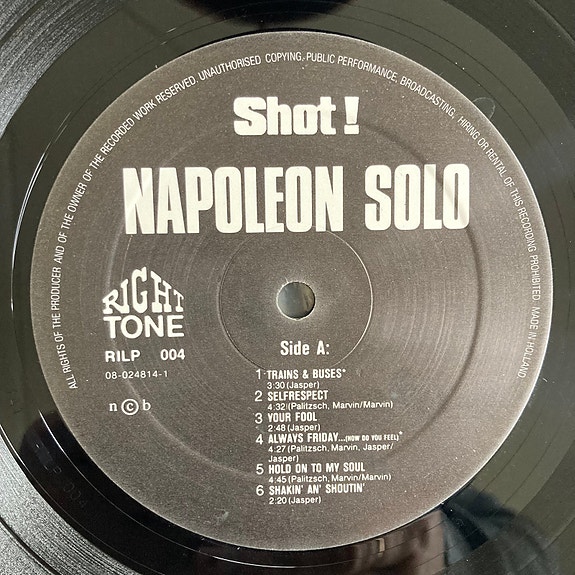 ALL RIGHTS OF THE PRODUCER AND OF THE OWNER OF THE RECORDED WORK RESERVED. UNAUTHORISED COPYING, PUBLIC PERFORMANCE, BROADCASTING, HIRING OR RENTAL OF THIS RECORDING PROHIBITED. MADE IN HOLLAND
Shot!
NAPOLEON SOLO
RIGHT
TONE
RILP 004
08-024814-1
n©b
Side A:
1 TRAINS & BUSES*
3:30 (Jasper)
2 SELFRESPECT
4:32 (Palitzsch, Marvin/Marvin)
3 YOUR FOOL
2:48 (Jasper)
4 ALWAYS FRIDAY...(HOW DO YOU FEEL)*
4:27 (Palitzsch, Marvin, Jasper/
Jasper)
5 HOLD ON TO MY SOUL
4:45 (Palitzsch, Marvin/Marvin)
6 SHAKIN' AN' SHOUTIN'
2:20 (Jasper)